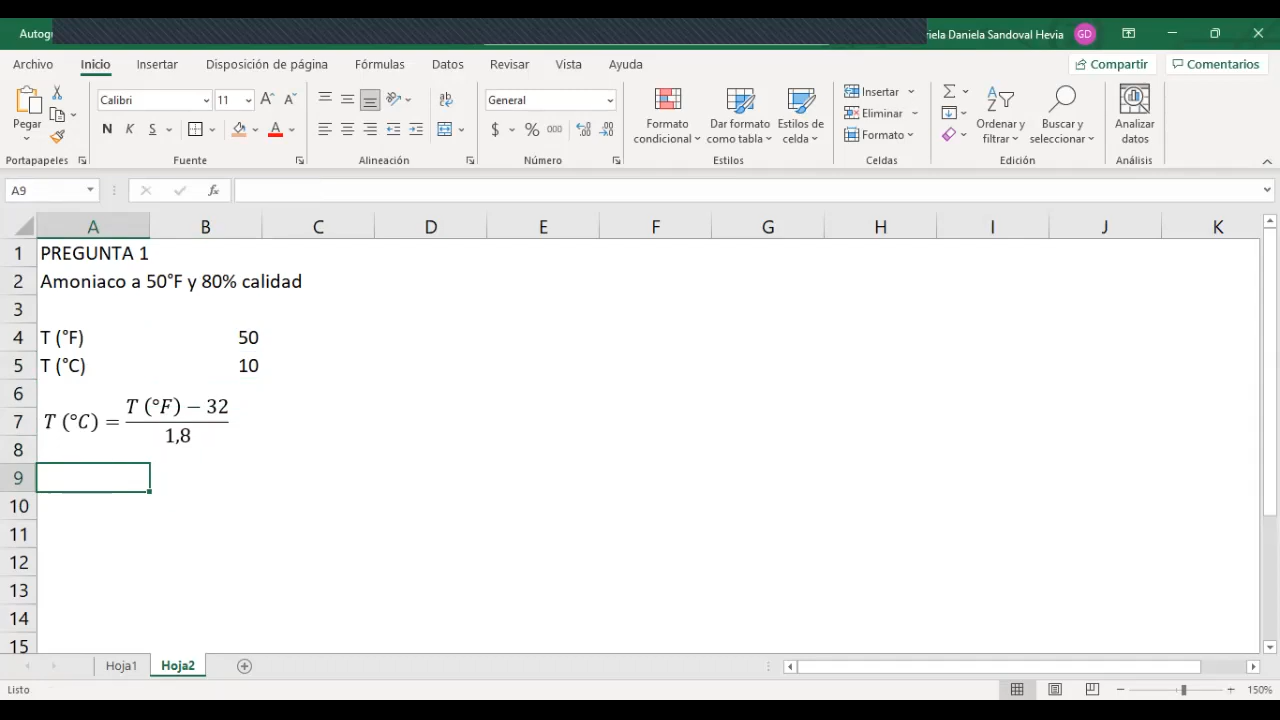 Autog
riela Daniela Sandoval Hevia GD
Archivo Inicio Insertar Disposición de página Fórmulas Datos Revisar Vista Ayuda Compartir Comentarios
Pegar
Calibri 11
N K S
General
$ % 000
Formato condicional
Dar formato como tabla
Estilos de celda
Insertar
Eliminar
Formato
Ordenar y filtrar
Buscar y seleccionar
Analizar datos
Portapapeles Fuente Alineación Número Estilos Celdas Edición Análisis
A9 fx
A B C D E F G H I J K
1 PREGUNTA 1
2 Amoniaco a 50°F y 80% calidad
3
4 T (°F) 50
5 T (°C) 10
6
7 T (°C) = (T (°F) − 32) / 1,8
8
9
10
11
12
13
14
15
Hoja1 Hoja2
Listo 150%